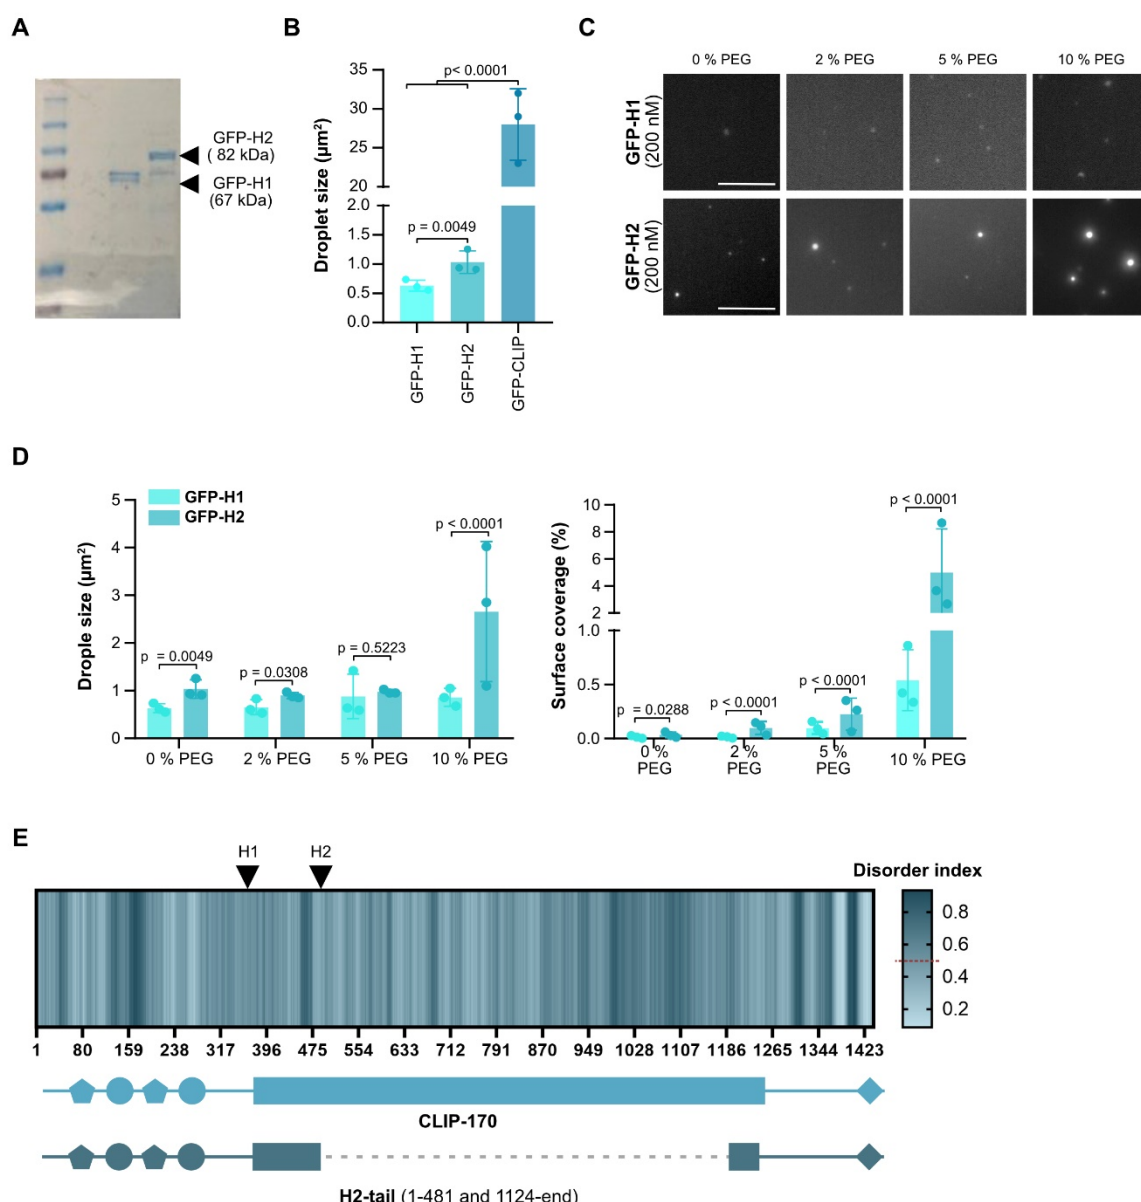 A
GFP-H2
( 82 kDa)
GFP-H1
(67 kDa)
B
Droplet size (µm²)
35
30
25
20
2.0
1.5
1.0
0.5
0.0
p< 0.0001
p = 0.0049
GFP-H1
GFP-H2
GFP-CLIP
C
0 % PEG
2 % PEG
5 % PEG
10 % PEG
GFP-H1
(200 nM)
GFP-H2
(200 nM)
D
GFP-H1
GFP-H2
Drople size (µm²)
5
4
3
2
1
0
p = 0.0049
p = 0.0308
p = 0.5223
p < 0.0001
0 % PEG
2 % PEG
5 % PEG
10 % PEG
Surface coverage (%)
10
8
6
4
2
1.0
0.5
0.0
p = 0.0288
p < 0.0001
p < 0.0001
p < 0.0001
0 %
PEG
2 %
PEG
5 %
PEG
10 % PEG
E
H1
H2
Disorder index
0.8
0.6
0.4
0.2
1 80 159 238 317 396 475 554 633 712 791 870 949 1028 1107 1186 1265 1344 1423
CLIP-170
H2-tail (1-481 and 1124-end)